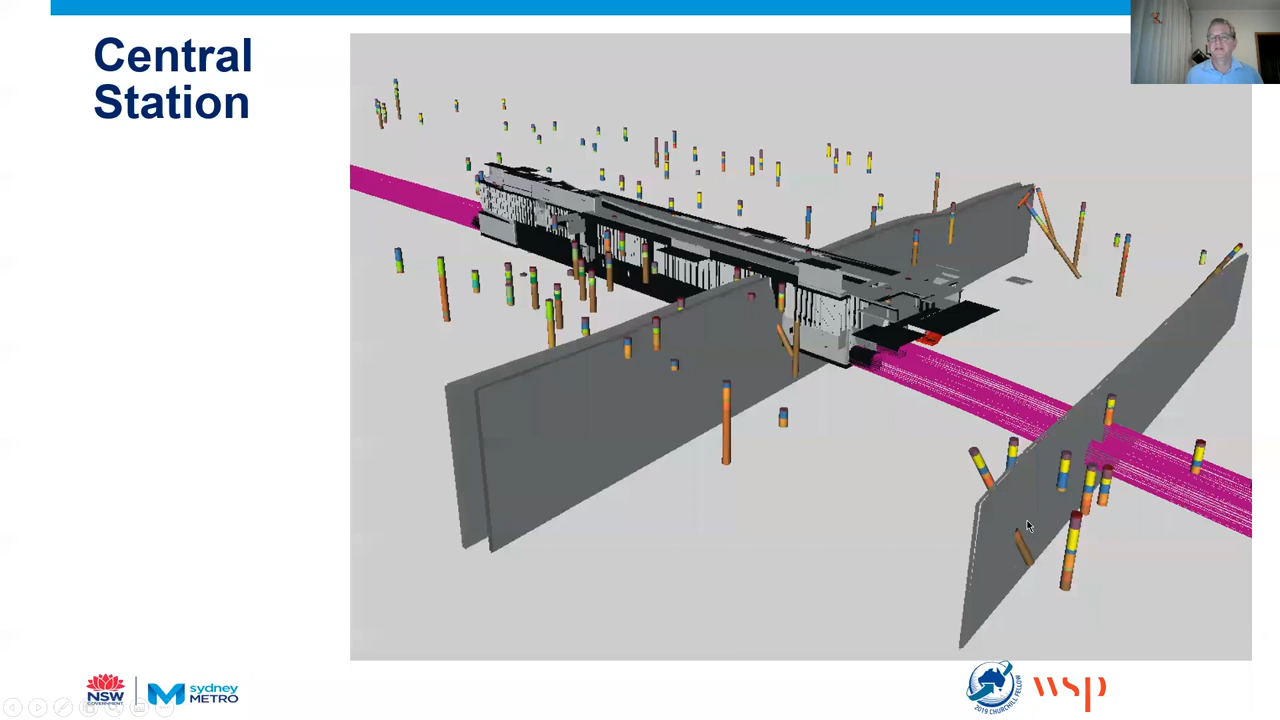 Central
Station
NSW
GOVERNMENT
sydney
METRO
2019 CHURCHILL FELLOW
wsp